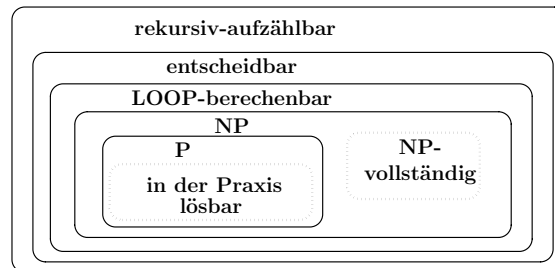 rekursiv-aufzählbar
entscheidbar
LOOP-berechenbar
NP
P
in der Praxis
lösbar
NP-
vollständig